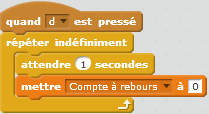 quand d est pressé
répéter indéfiniment
attendre 1 secondes
mettre Compte à rebours à 0